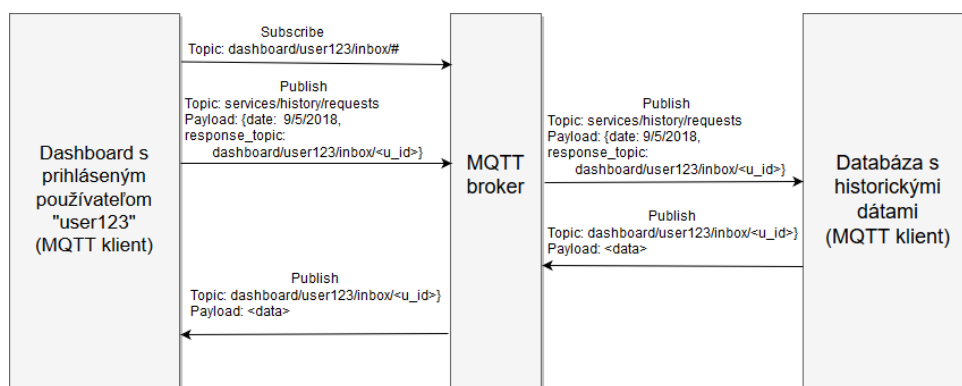 Subscribe
Topic: dashboard/user123/inbox/#
Publish
Topic: services/history/requests
Payload: {date: 9/5/2018,
response_topic:
dashboard/user123/inbox/<u_id>}
Publish
Topic: services/history/requests
Payload: {date: 9/5/2018,
response_topic:
dashboard/user123/inbox/<u_id>}
Dashboard s
prihláseným
používateľom
"user123"
(MQTT klient)
MQTT
broker
Databáza s
historickými
dátami
(MQTT klient)
Publish
Topic: dashboard/user123/inbox/<u_id>}
Payload: <data>
Publish
Topic: dashboard/user123/inbox/<u_id>}
Payload: <data>